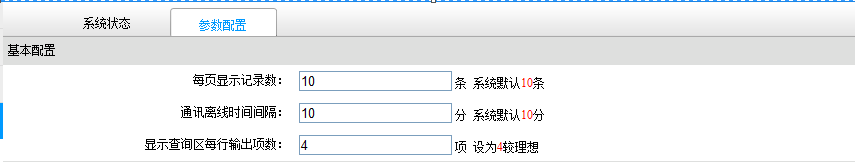 系统状态 参数配置
基本配置
每页显示记录数: 10 条 系统默认10条
通讯离线时间间隔: 10 分 系统默认10分
显示查询区每行输出项数: 4 项 设为4较理想